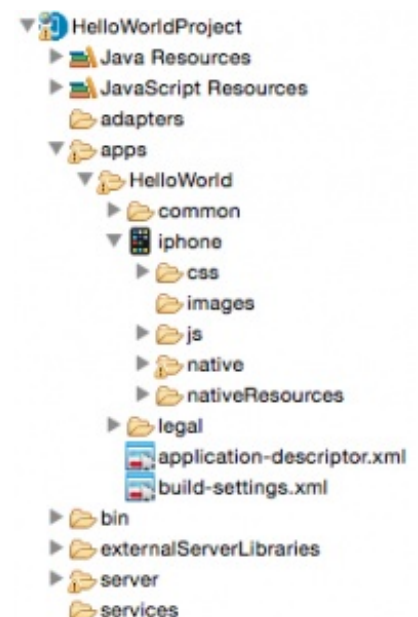 HelloWorldProject
Java Resources
JavaScript Resources
adapters
apps
HelloWorld
common
iphone
css
images
js
native
nativeResources
legal
application-descriptor.xml
build-settings.xml
bin
externalServerLibraries
server
services